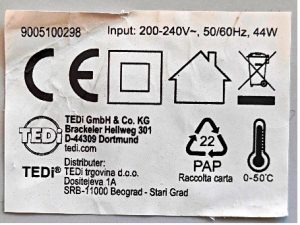 9005100298 Input: 200-240V~, 50/60Hz, 44W
CE
TEDi
TEDi GmbH & Co. KG
Brackeler Hellweg 301
D-44309 Dortmund
tedi.com
TEDi®
Distributer:
TEDi trgovina d.o.o.
Dositejeva 1A
SRB-11000 Beograd - Stari Grad
22
PAP
Raccolta carta
0-50℃